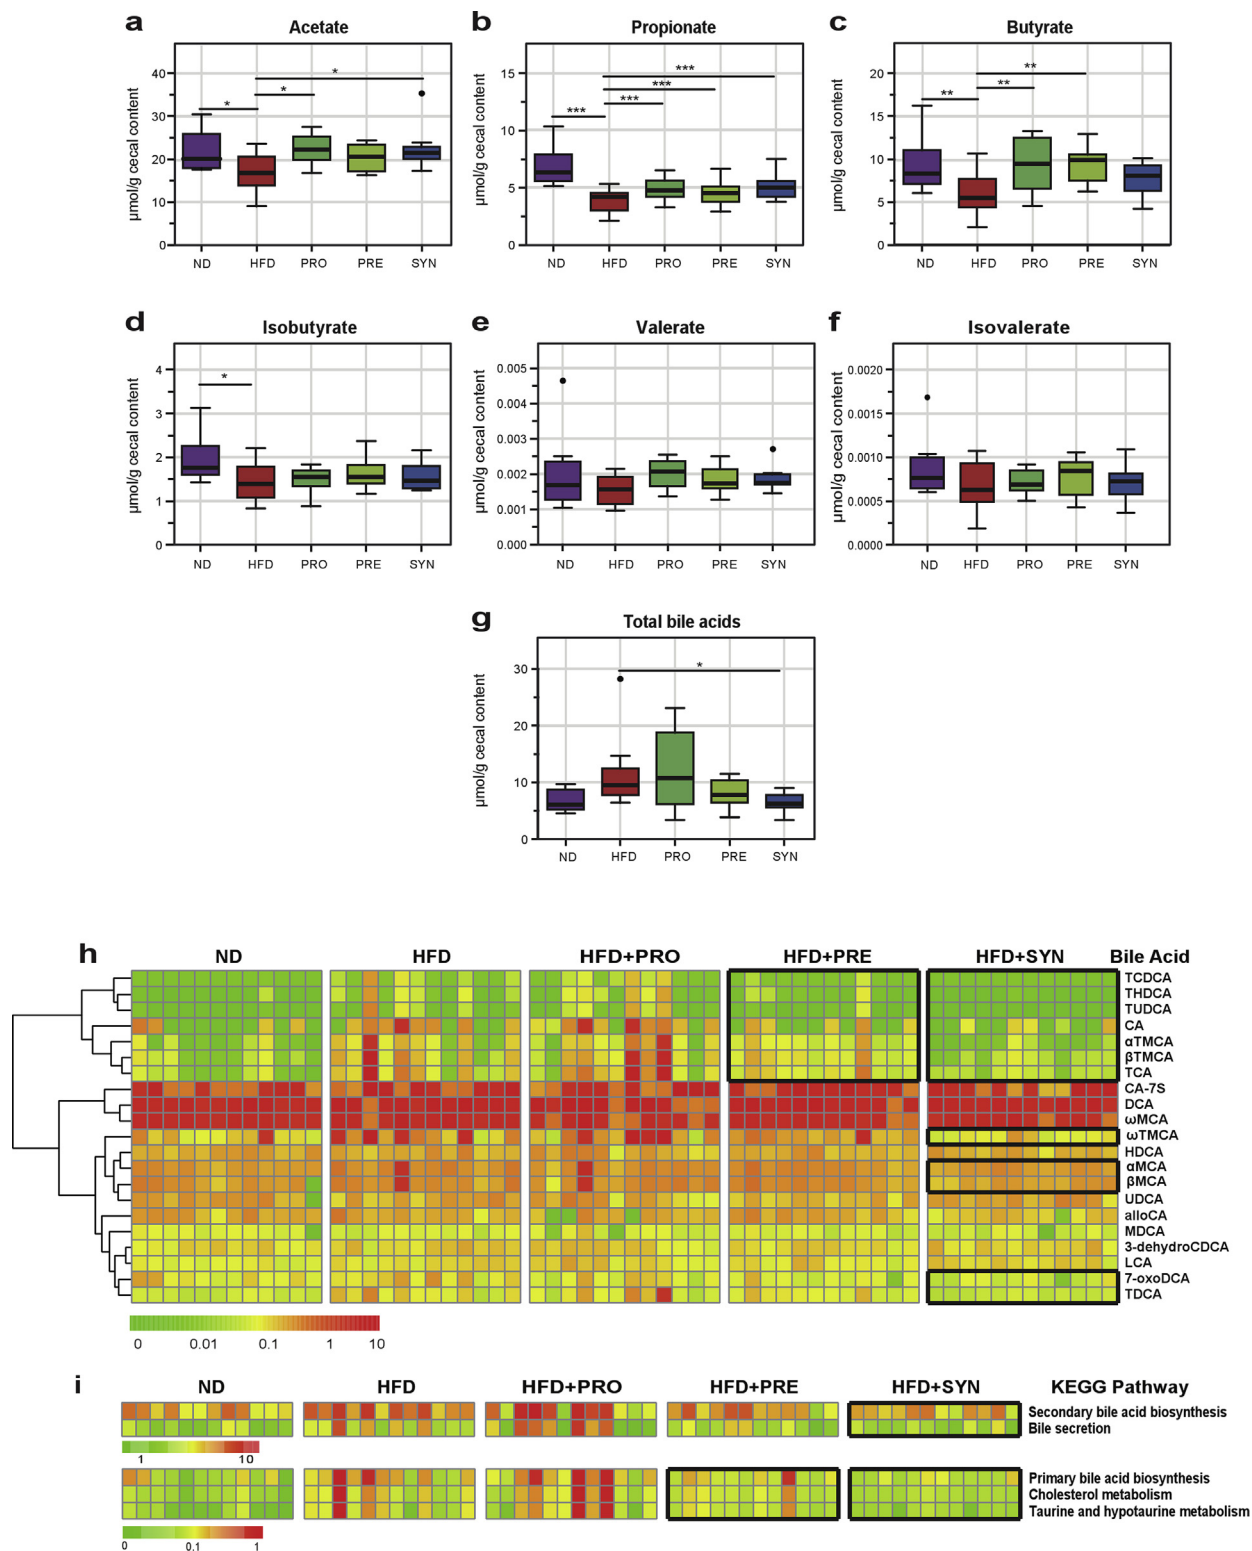 a Acetate
µmol/g cecal content
40
30
20
10
0
* * *
ND HFD PRO PRE SYN
b Propionate
µmol/g cecal content
15
10
5
0
*** *** *** ***
ND HFD PRO PRE SYN
c Butyrate
µmol/g cecal content
20
15
10
5
0
** ** **
ND HFD PRO PRE SYN
d Isobutyrate
µmol/g cecal content
4
3
2
1
0
*
ND HFD PRO PRE SYN
e Valerate
µmol/g cecal content
0.005
0.004
0.003
0.002
0.001
0.000
ND HFD PRO PRE SYN
f Isovalerate
µmol/g cecal content
0.0020
0.0015
0.0010
0.0005
0.0000
ND HFD PRO PRE SYN
g Total bile acids
µmol/g cecal content
30
20
10
0
*
ND HFD PRO PRE SYN
h ND HFD HFD+PRO HFD+PRE HFD+SYN Bile Acid
TCDCA
THDCA
TUDCA
CA
αTMCA
βTMCA
TCA
CA-7S
DCA
ωMCA
ωTMCA
HDCA
αMCA
βMCA
UDCA
alloCA
MDCA
3-dehydroCDCA
LCA
7-oxoDCA
TDCA
0 0.01 0.1 1 10
i ND HFD HFD+PRO HFD+PRE HFD+SYN KEGG Pathway
Secondary bile acid biosynthesis
Bile secretion
1 10
Primary bile acid biosynthesis
Cholesterol metabolism
Taurine and hypotaurine metabolism
0 0.1 1